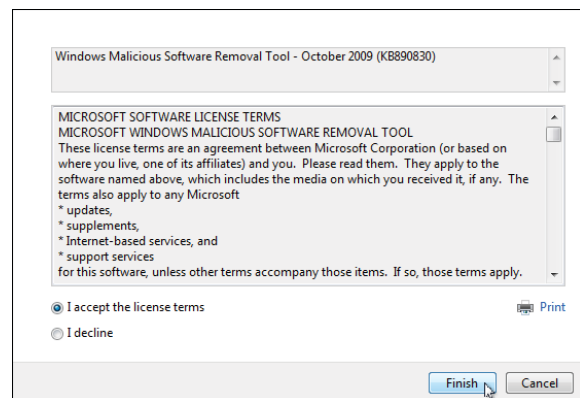 Windows Malicious Software Removal Tool - October 2009 (KB890830)
MICROSOFT SOFTWARE LICENSE TERMS
MICROSOFT WINDOWS MALICIOUS SOFTWARE REMOVAL TOOL
These license terms are an agreement between Microsoft Corporation (or based on
where you live, one of its affiliates) and you.  Please read them.  They apply to the
software named above, which includes the media on which you received it, if any.  The
terms also apply to any Microsoft
* updates,
* supplements,
* Internet-based services, and
* support services
for this software, unless other terms accompany those items.  If so, those terms apply.
I accept the license terms
Print
I decline
Finish
Cancel